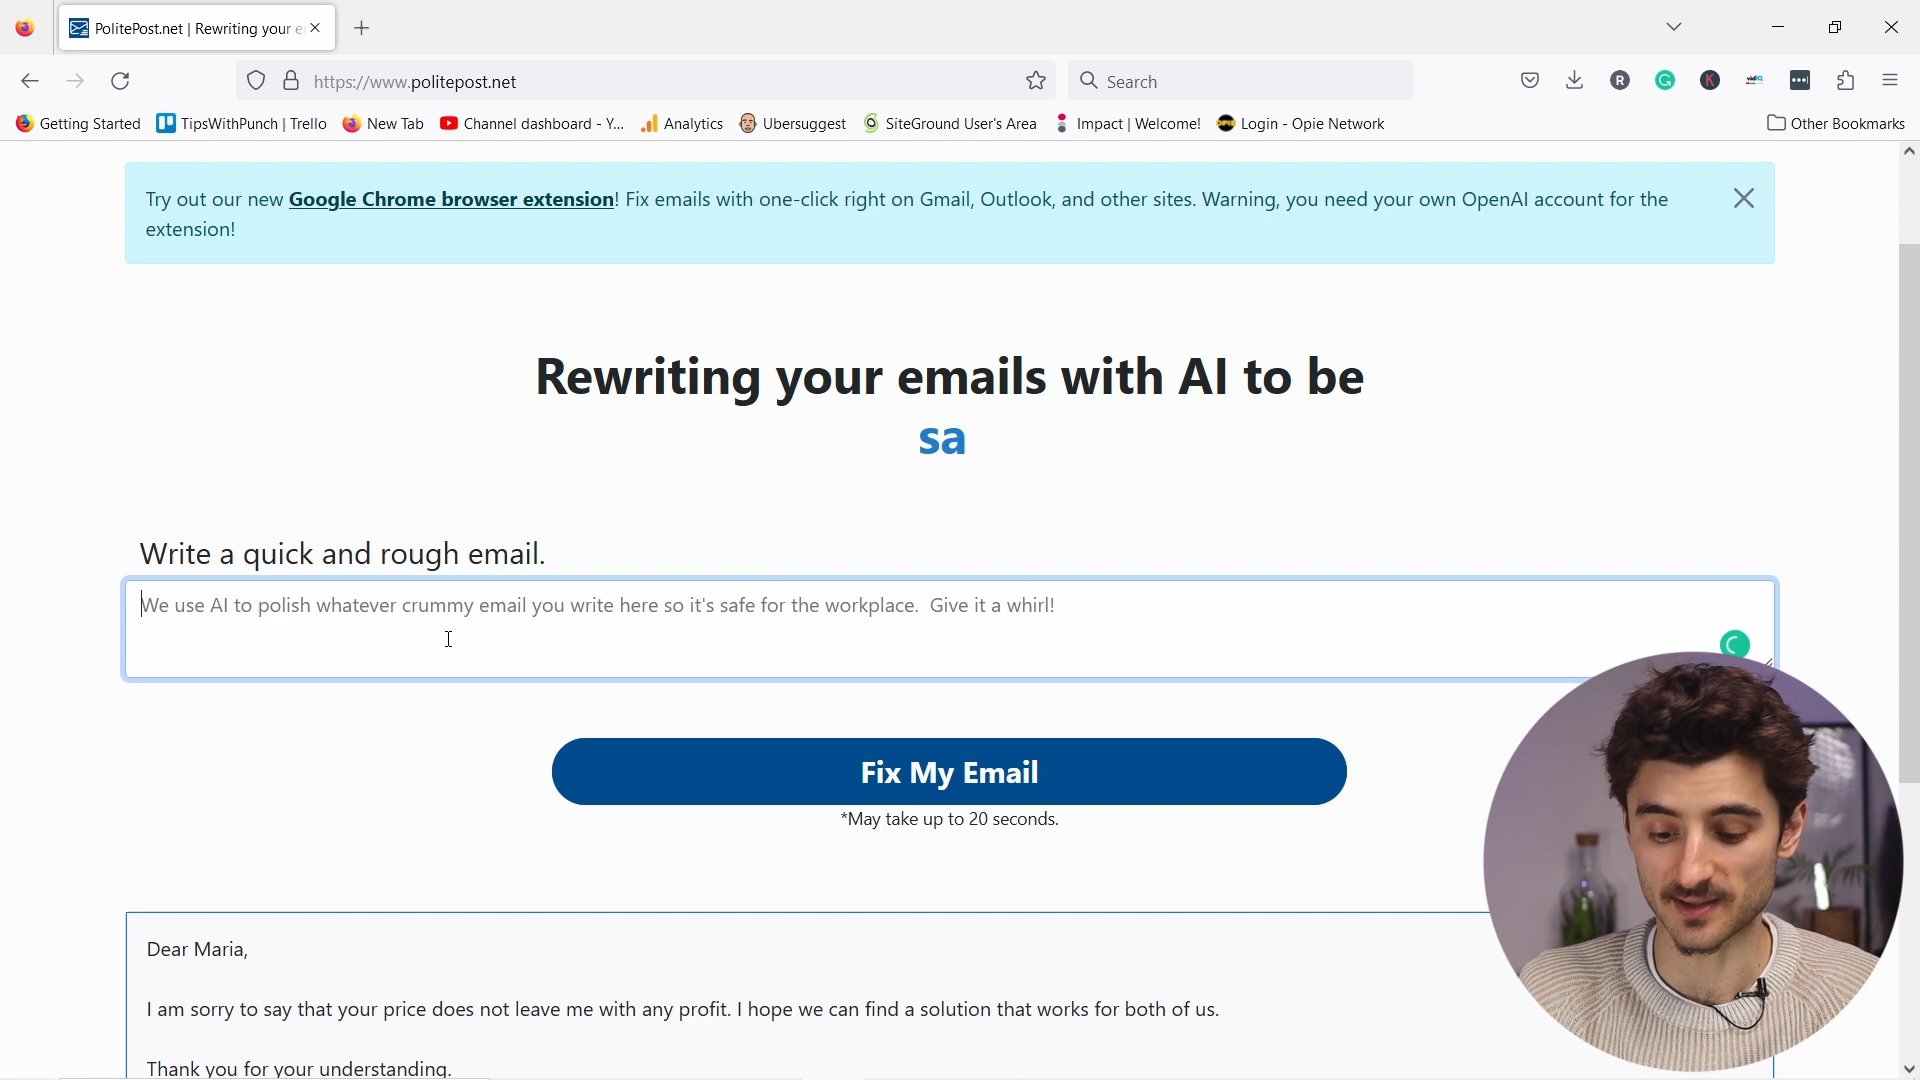 PolitePost.net | Rewriting your e
https://www.politepost.net
Search
R
G
K
vidIQ
Getting Started
TipsWithPunch | Trello
New Tab
Channel dashboard - Y...
Analytics
Ubersuggest
SiteGround User's Area
Impact | Welcome!
OPIE
Login - Opie Network
Other Bookmarks
Try out our new Google Chrome browser extension! Fix emails with one-click right on Gmail, Outlook, and other sites. Warning, you need your own OpenAI account for the
extension!
Rewriting your emails with AI to be
sa
Write a quick and rough email.
We use AI to polish whatever crummy email you write here so it's safe for the workplace. Give it a whirl!
Fix My Email
*May take up to 20 seconds.
Dear Maria,
I am sorry to say that your price does not leave me with any profit. I hope we can find a solution that works for both of us.
Thank you for your understanding.